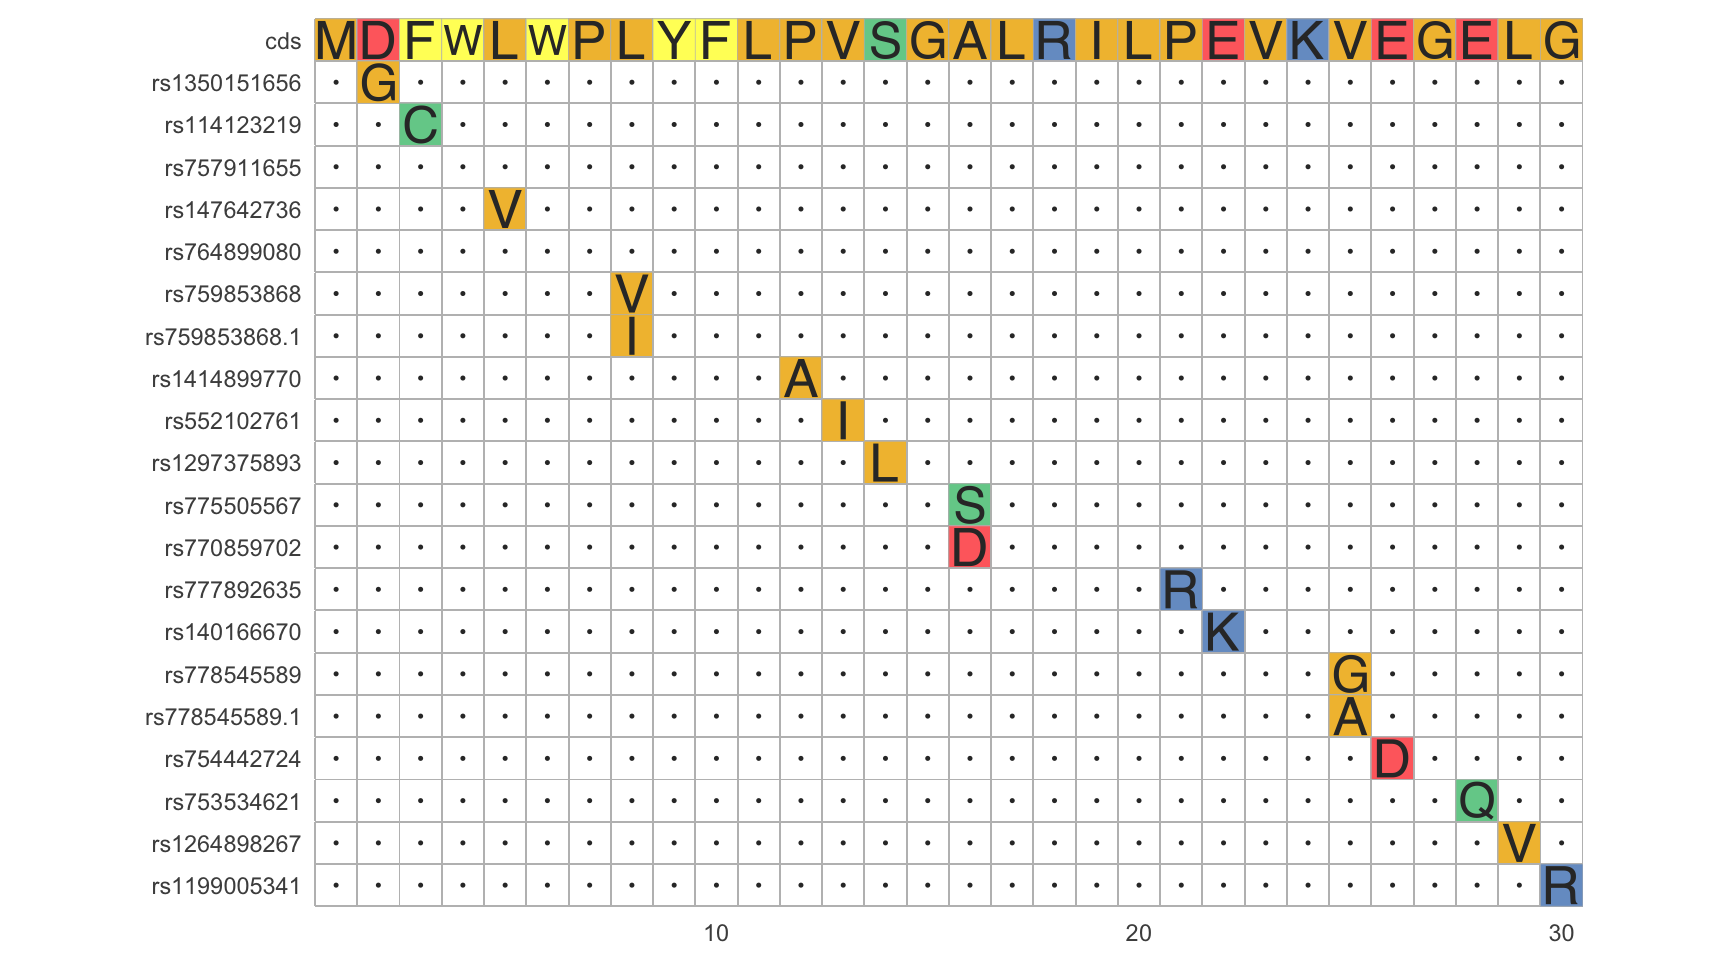 cds M D F W L W P L Y F L P V S G A L R I L P E V K V E G E L G
rs1350151656 · G · · · · · · · · · · · · · · · · · · · · · · · · · · · ·
rs114123219 · · C · · · · · · · · · · · · · · · · · · · · · · · · · · ·
rs757911655 · · · · · · · · · · · · · · · · · · · · · · · · · · · · · ·
rs147642736 · · · · V · · · · · · · · · · · · · · · · · · · · · · · · ·
rs764899080 · · · · · · · · · · · · · · · · · · · · · · · · · · · · · ·
rs759853868 · · · · · · · V · · · · · · · · · · · · · · · · · · · · · ·
rs759853868.1 · · · · · · · I · · · · · · · · · · · · · · · · · · · · · ·
rs1414899770 · · · · · · · · · · · A · · · · · · · · · · · · · · · · · ·
rs552102761 · · · · · · · · · · · · I · · · · · · · · · · · · · · · · ·
rs1297375893 · · · · · · · · · · · · · L · · · · · · · · · · · · · · · ·
rs775505567 · · · · · · · · · · · · · · · S · · · · · · · · · · · · · ·
rs770859702 · · · · · · · · · · · · · · · D · · · · · · · · · · · · · ·
rs777892635 · · · · · · · · · · · · · · · · · · · · R · · · · · · · · ·
rs140166670 · · · · · · · · · · · · · · · · · · · · · K · · · · · · · ·
rs778545589 · · · · · · · · · · · · · · · · · · · · · · · · G · · · · ·
rs778545589.1 · · · · · · · · · · · · · · · · · · · · · · · · A · · · · ·
rs754442724 · · · · · · · · · · · · · · · · · · · · · · · · · D · · · ·
rs753534621 · · · · · · · · · · · · · · · · · · · · · · · · · · · Q · ·
rs1264898267 · · · · · · · · · · · · · · · · · · · · · · · · · · · · V ·
rs1199005341 · · · · · · · · · · · · · · · · · · · · · · · · · · · · · R
10 20 30